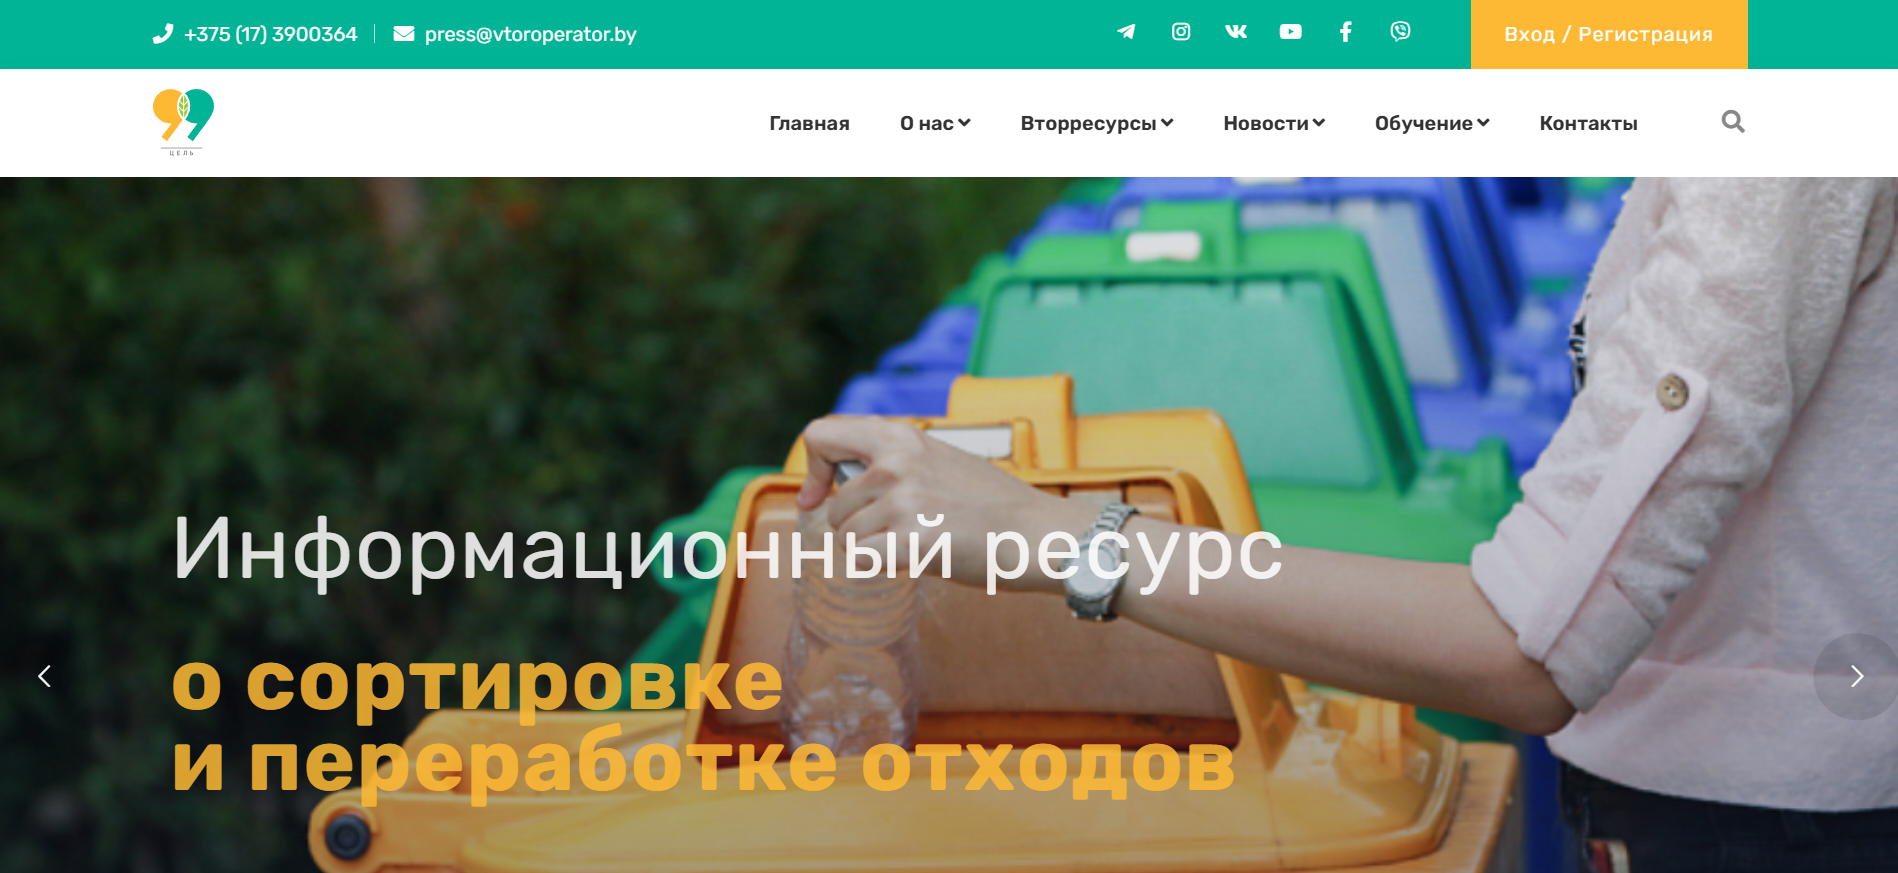 +375 (17) 3900364
press@vtoroperator.by
Вход / Регистрация
ЦЕЛЬ
Главная
О нас
Вторресурсы
Новости
Обучение
Контакты
Информационный ресурс
о сортировке
и переработке отходов